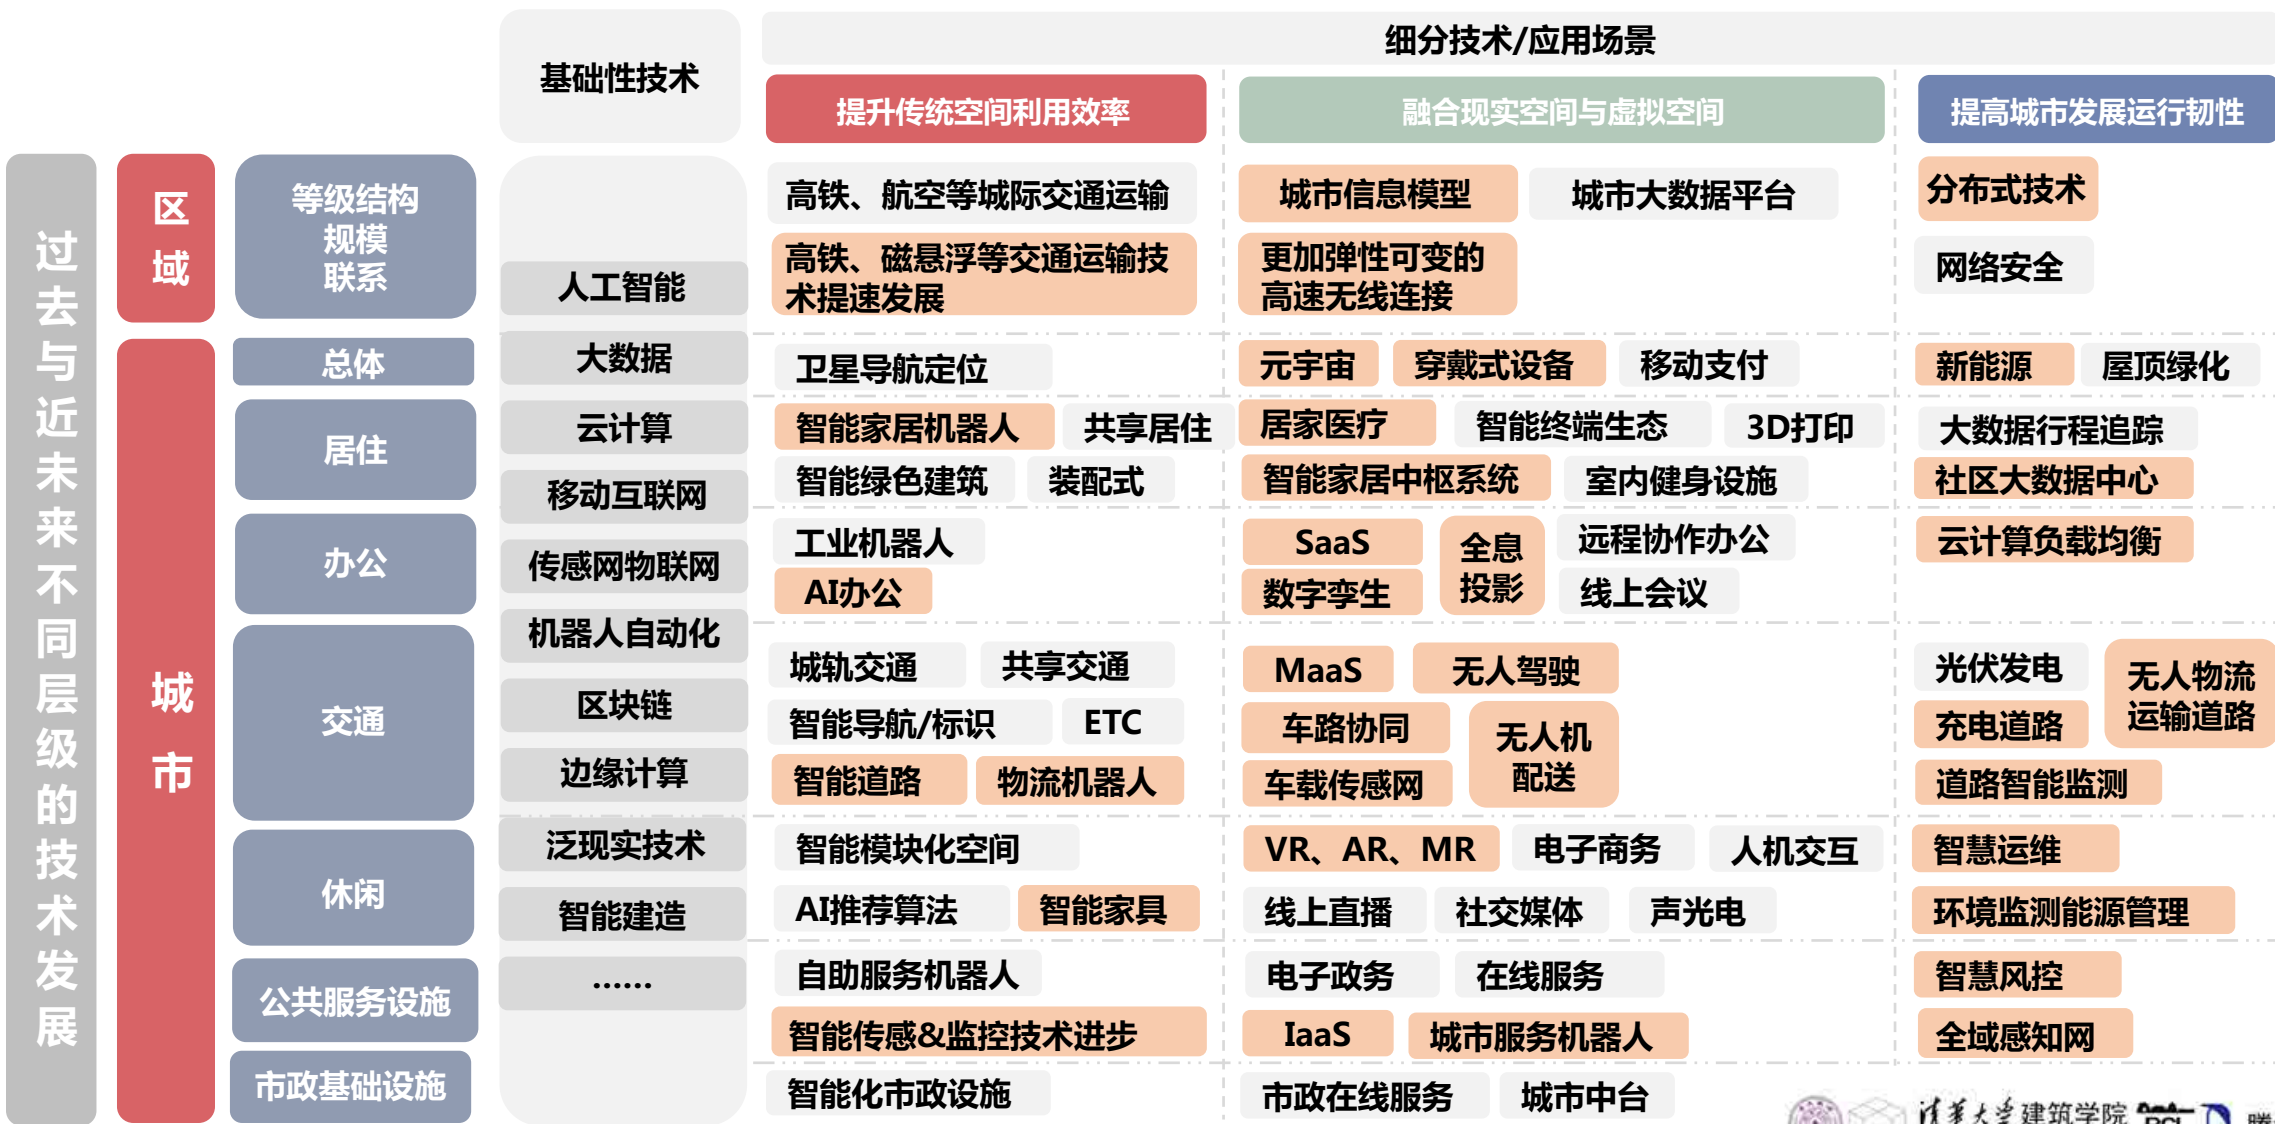 细分技术/应用场景
基础性技术
提升传统空间利用效率
融合现实空间与虚拟空间
提高城市发展运行韧性
过去与近未来不同层级的技术发展
区域
等级结构
规模
联系
高铁、航空等城际交通运输
城市信息模型
城市大数据平台
分布式技术
高铁、磁悬浮等交通运输技
术提速发展
更加弹性可变的
高速无线连接
网络安全
人工智能
大数据
云计算
移动互联网
传感网物联网
机器人自动化
区块链
边缘计算
泛现实技术
智能建造
······
城市
总体
卫星导航定位
元宇宙
穿戴式设备
移动支付
新能源
屋顶绿化
居住
智能家居机器人
共享居住
居家医疗
智能终端生态
3D打印
大数据行程追踪
智能绿色建筑
装配式
智能家居中枢系统
室内健身设施
社区大数据中心
办公
工业机器人
SaaS
全息
投影
远程协作办公
云计算负载均衡
AI办公
数字孪生
线上会议
交通
城轨交通
共享交通
MaaS
无人驾驶
光伏发电
无人物流
运输道路
智能导航/标识
ETC
车路协同
无人机
配送
充电道路
智能道路
物流机器人
车载传感网
道路智能监测
休闲
智能模块化空间
VR、AR、MR
电子商务
人机交互
智慧运维
AI推荐算法
智能家具
线上直播
社交媒体
声光电
环境监测能源管理
公共服务设施
自助服务机器人
电子政务
在线服务
智慧风控
智能传感&监控技术进步
IaaS
城市服务机器人
全域感知网
市政基础设施
智能化市政设施
市政在线服务
城市中台
清华大学建筑学院